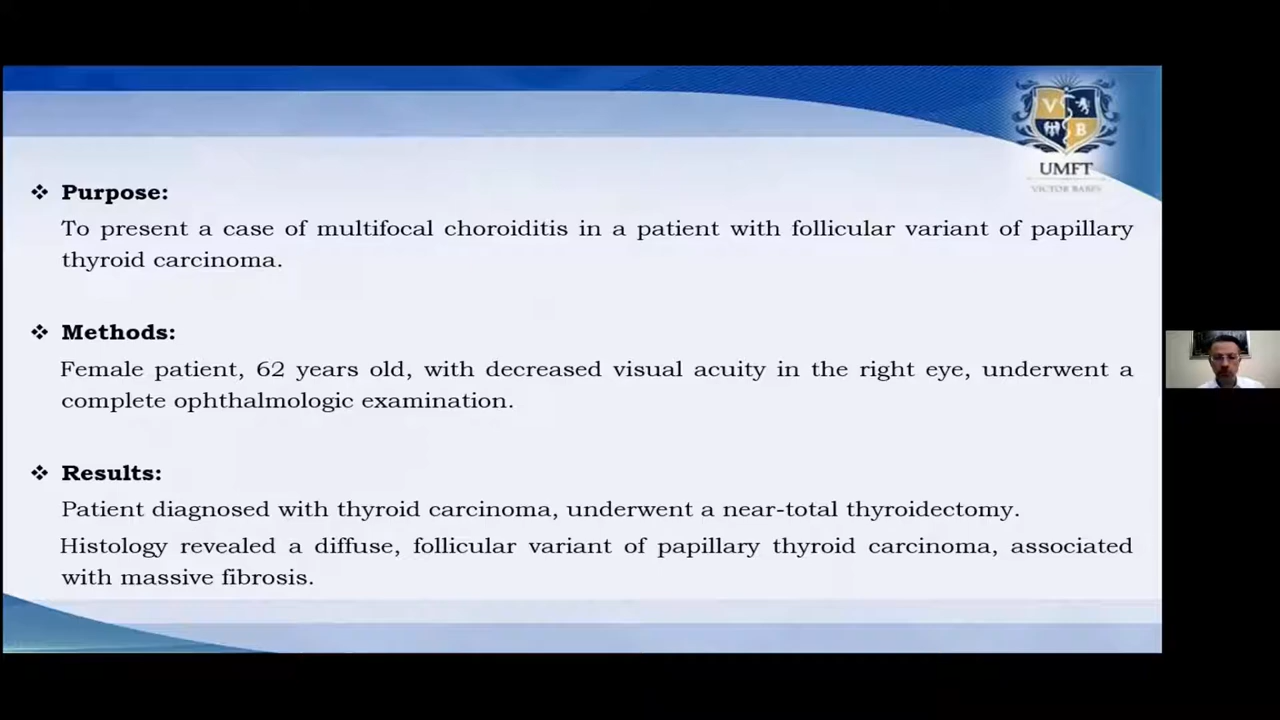 V
B
UMFT
VICTOR BABES
❖ Purpose:
To present a case of multifocal choroiditis in a patient with follicular variant of papillary
thyroid carcinoma.
❖ Methods:
Female patient, 62 years old, with decreased visual acuity in the right eye, underwent a
complete ophthalmologic examination.
❖ Results:
Patient diagnosed with thyroid carcinoma, underwent a near-total thyroidectomy.
Histology revealed a diffuse, follicular variant of papillary thyroid carcinoma, associated
with massive fibrosis.